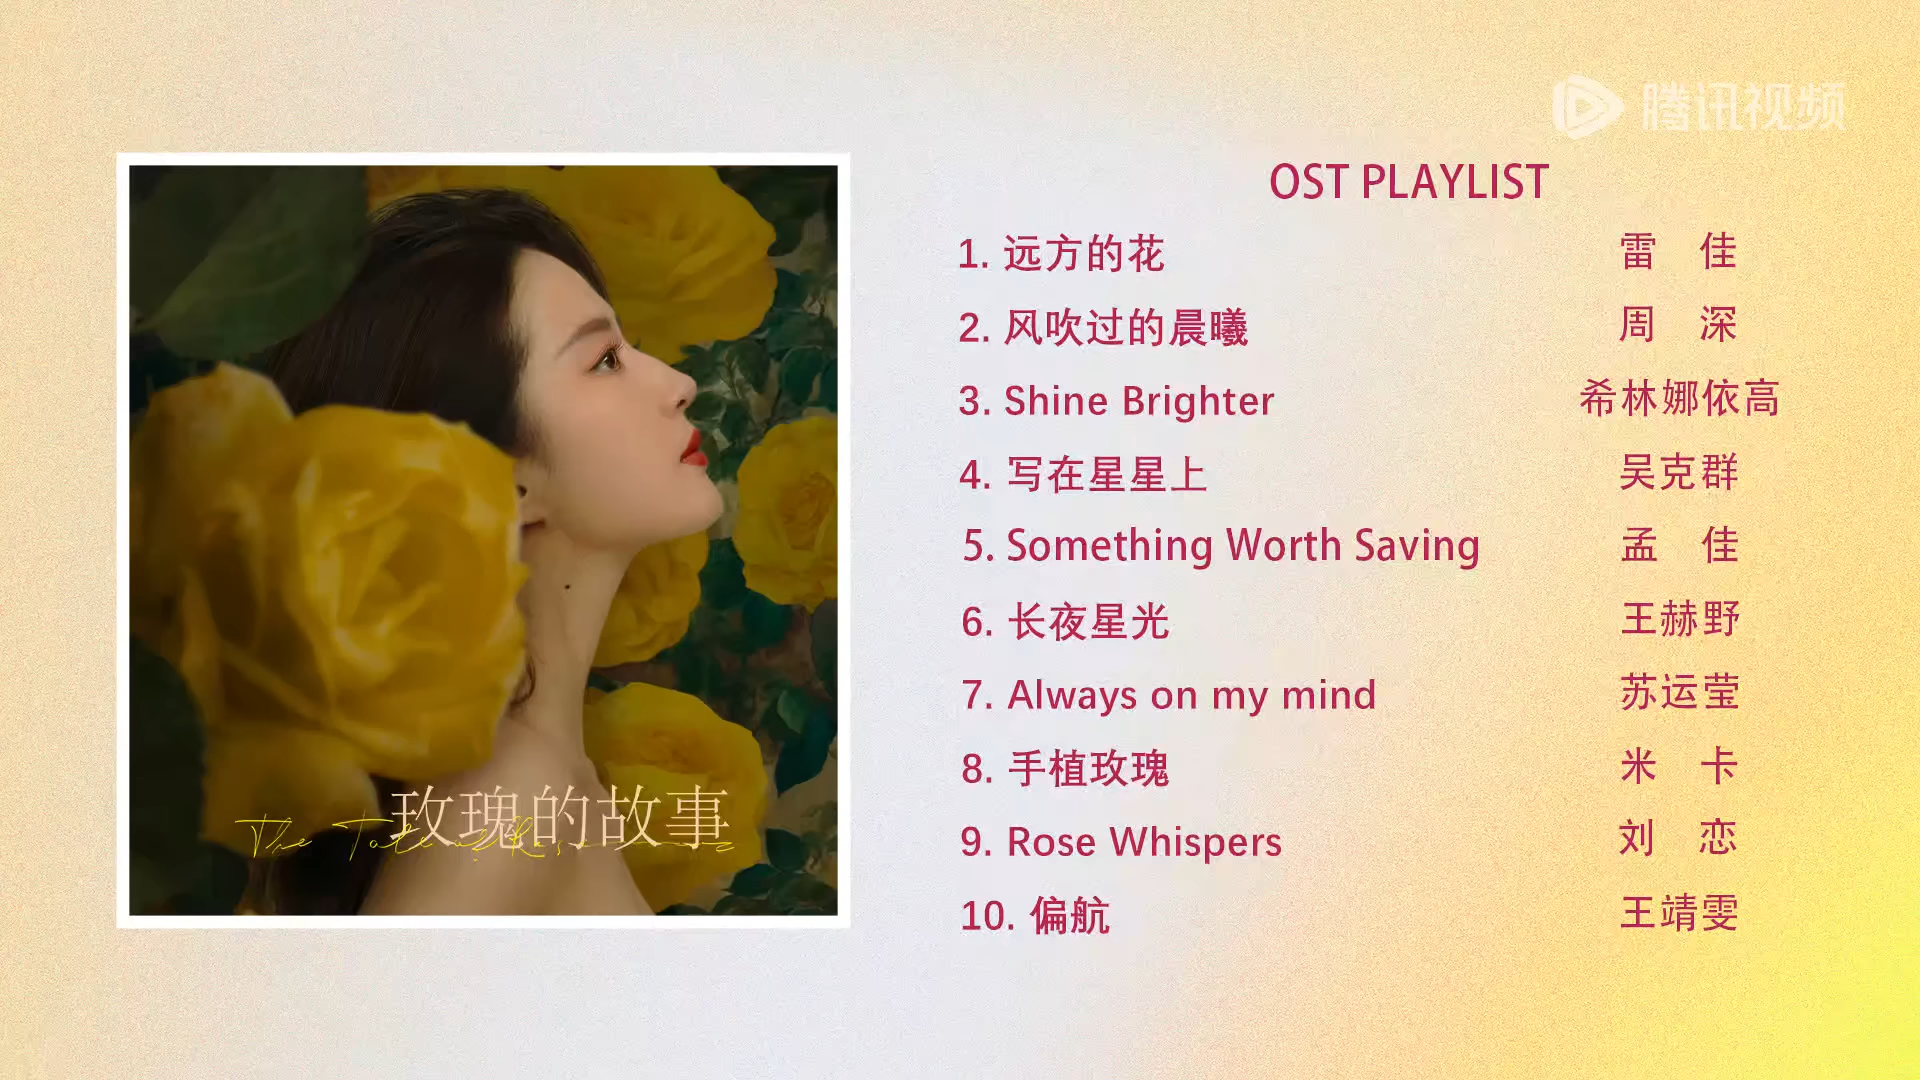 腾讯视频
OST PLAYLIST
1. 远方的花 雷 佳
2. 风吹过的晨曦 周 深
3. Shine Brighter 希林娜依高
4. 写在星星上 吴克群
5. Something Worth Saving 孟 佳
6. 长夜星光 王赫野
7. Always on my mind 苏运莹
8. 手植玫瑰 米 卡
9. Rose Whispers 刘 恋
10. 偏航 王靖雯
玫瑰的故事
The Tale of Rose